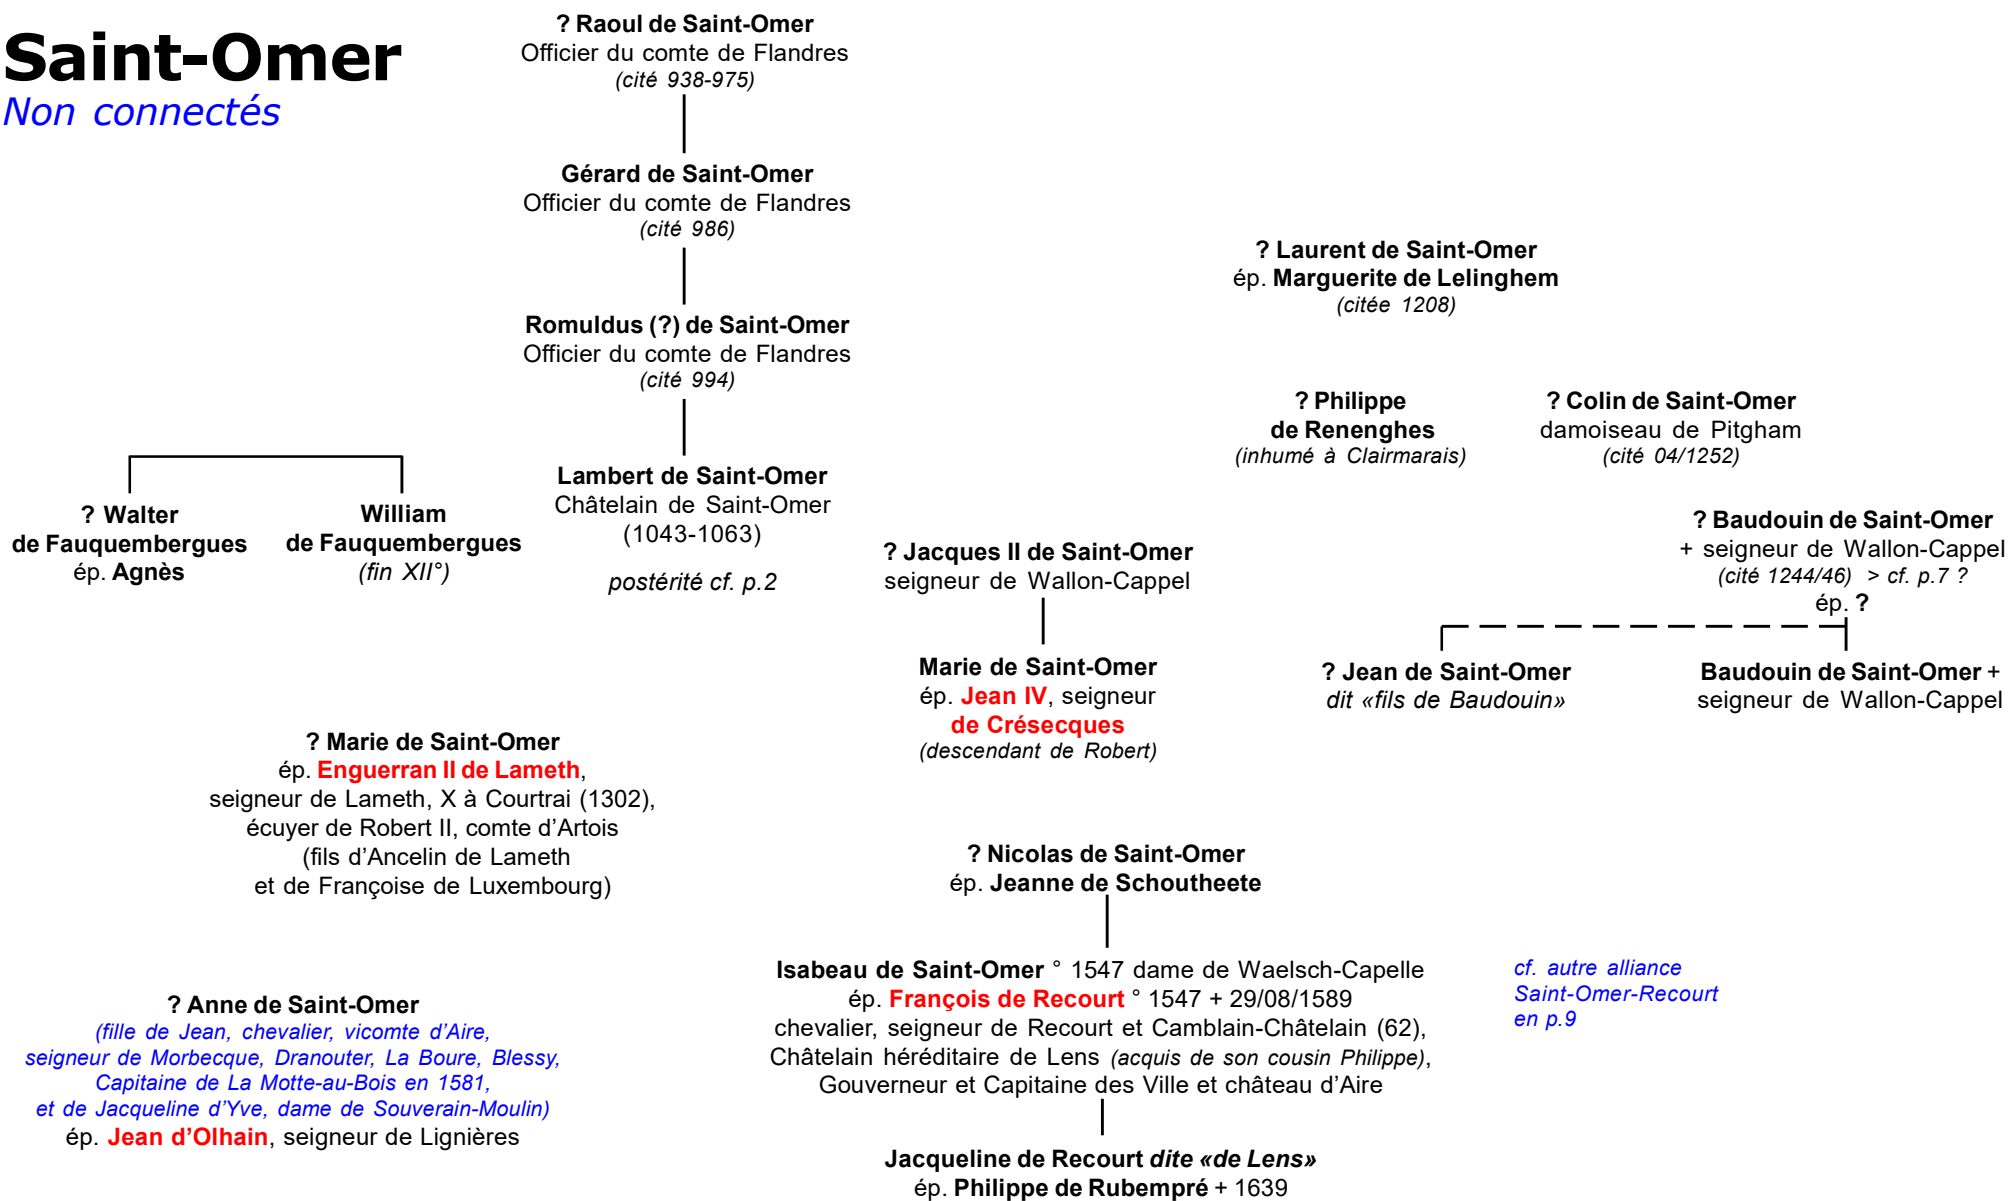 Saint-Omer
Non connectés
? Raoul de Saint-Omer
Officier du comte de Flandres
(cité 938-975)
Gérard de Saint-Omer
Officier du comte de Flandres
(cité 986)
Romuldus (?) de Saint-Omer
Officier du comte de Flandres
(cité 994)
Lambert de Saint-Omer
Châtelain de Saint-Omer
(1043-1063)
postérité cf. p.2
? Walter
de Fauquembergues
ép. Agnès
William
de Fauquembergues
(fin XII°)
? Laurent de Saint-Omer
ép. Marguerite de Lelinghem
(citée 1208)
? Philippe
de Renenghes
(inhumé à Clairmarais)
? Colin de Saint-Omer
damoiseau de Pitgham
(cité 04/1252)
? Jacques II de Saint-Omer
seigneur de Wallon-Cappel
Marie de Saint-Omer
ép. Jean IV, seigneur
de Crésecques
(descendant de Robert)
? Baudouin de Saint-Omer
+ seigneur de Wallon-Cappel
(cité 1244/46) > cf. p.7 ?
ép. ?
? Jean de Saint-Omer
dit «fils de Baudouin»
Baudouin de Saint-Omer +
seigneur de Wallon-Cappel
? Marie de Saint-Omer
ép. Enguerran II de Lameth,
seigneur de Lameth, X à Courtrai (1302),
écuyer de Robert II, comte d’Artois
(fils d’Ancelin de Lameth
et de Françoise de Luxembourg)
? Nicolas de Saint-Omer
ép. Jeanne de Schoutheete
Isabeau de Saint-Omer ° 1547 dame de Waelsch-Capelle
ép. François de Recourt ° 1547 + 29/08/1589
chevalier, seigneur de Recourt et Camblain-Châtelain (62),
Châtelain héréditaire de Lens (acquis de son cousin Philippe),
Gouverneur et Capitaine des Ville et château d’Aire
cf. autre alliance
Saint-Omer-Recourt
en p.9
Jacqueline de Recourt dite «de Lens»
ép. Philippe de Rubempré + 1639
? Anne de Saint-Omer
(fille de Jean, chevalier, vicomte d’Aire,
seigneur de Morbecque, Dranouter, La Boure, Blessy,
Capitaine de La Motte-au-Bois en 1581,
et de Jacqueline d’Yve, dame de Souverain-Moulin)
ép. Jean d’Olhain, seigneur de Lignières